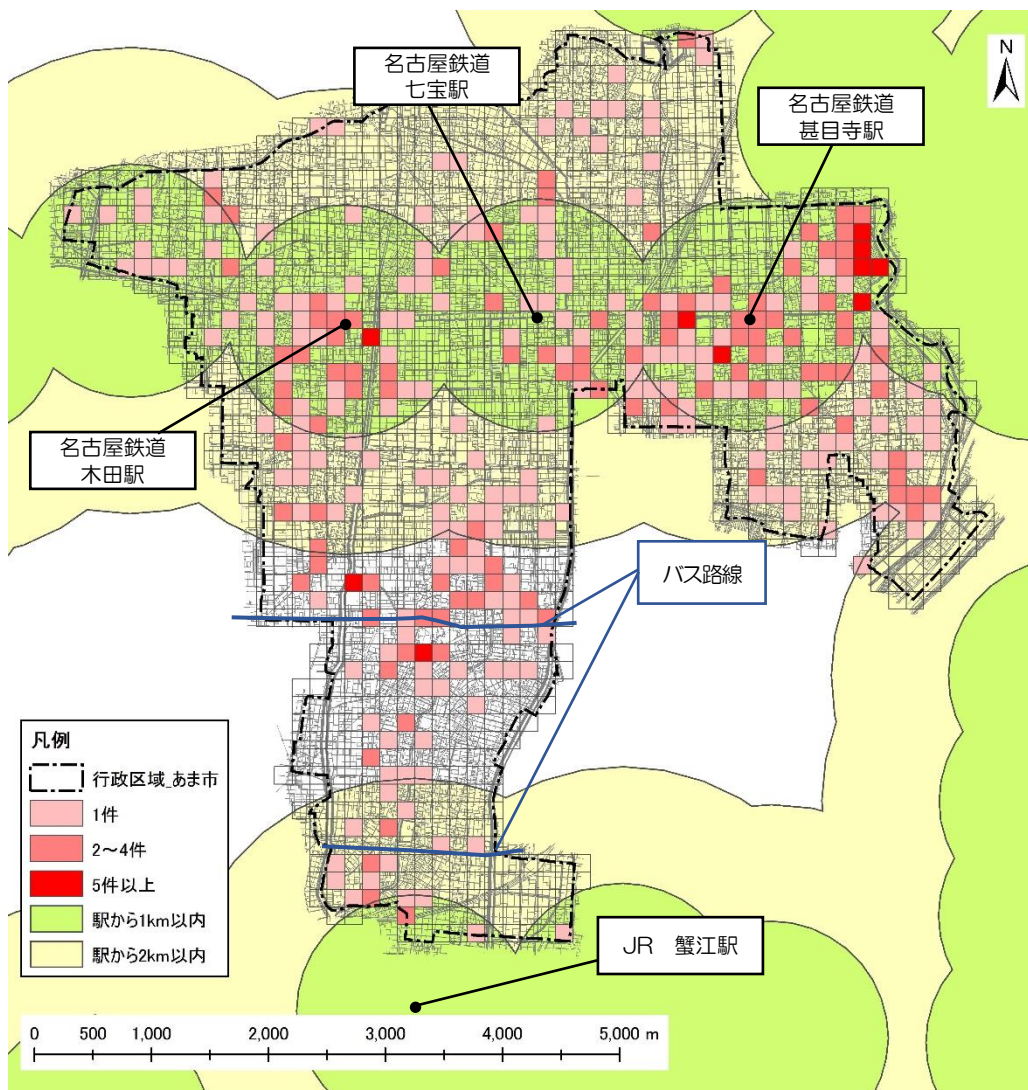 名古屋鉄道
七宝駅
名古屋鉄道
甚目寺駅
N
名古屋鉄道
木田駅
バス路線
凡例
行政区域_あま市
1件
2～4件
5件以上
駅から1km以内
駅から2km以内
JR 蟹江駅
0 500 1,000 2,000 3,000 4,000 5,000 m